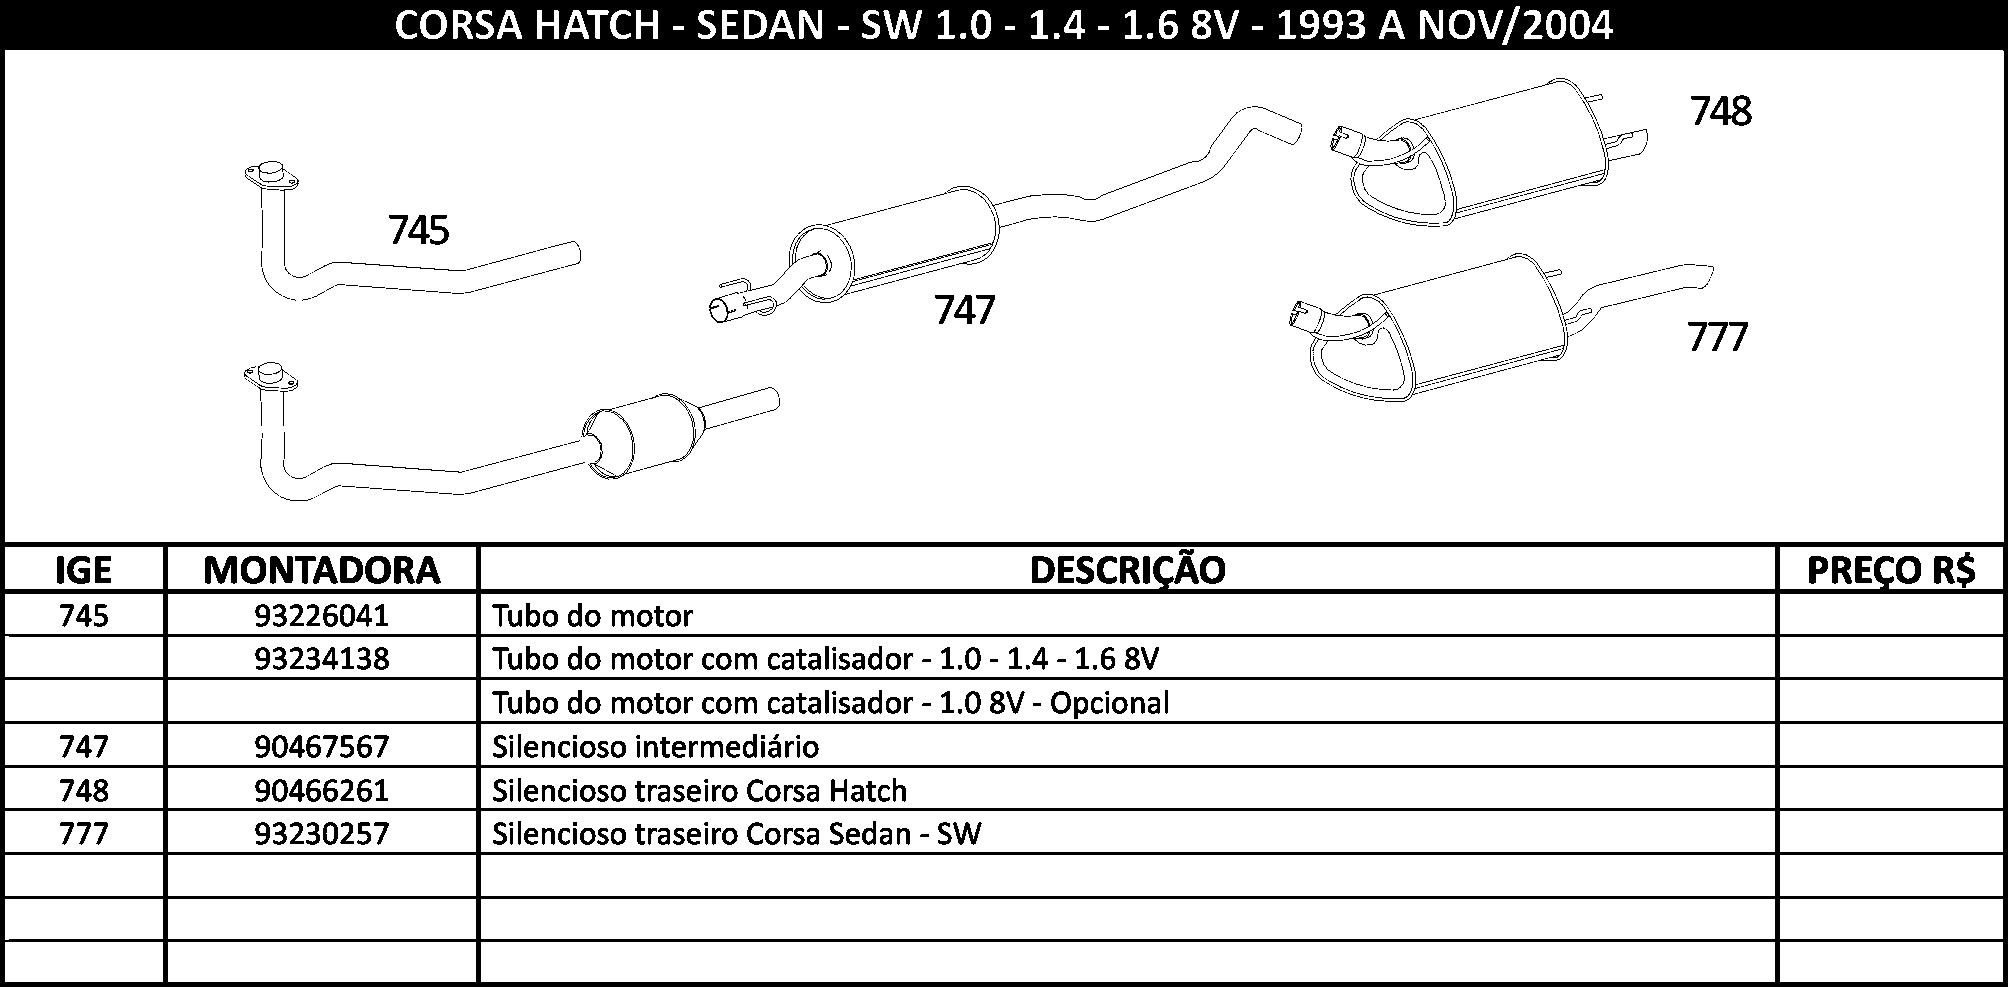 CORSA HATCH - SEDAN - SW 1.0 - 1.4 - 1.6 8V - 1993 A NOV/2004
748
745
747
777
IGE MONTADORA DESCRIÇÃO PREÇO R$
745 93226041 Tubo do motor
93234138 Tubo do motor com catalisador - 1.0 - 1.4 - 1.6 8V
Tubo do motor com catalisador - 1.0 8V - Opcional
747 90467567 Silencioso intermediário
748 90466261 Silencioso traseiro Corsa Hatch
777 93230257 Silencioso traseiro Corsa Sedan - SW